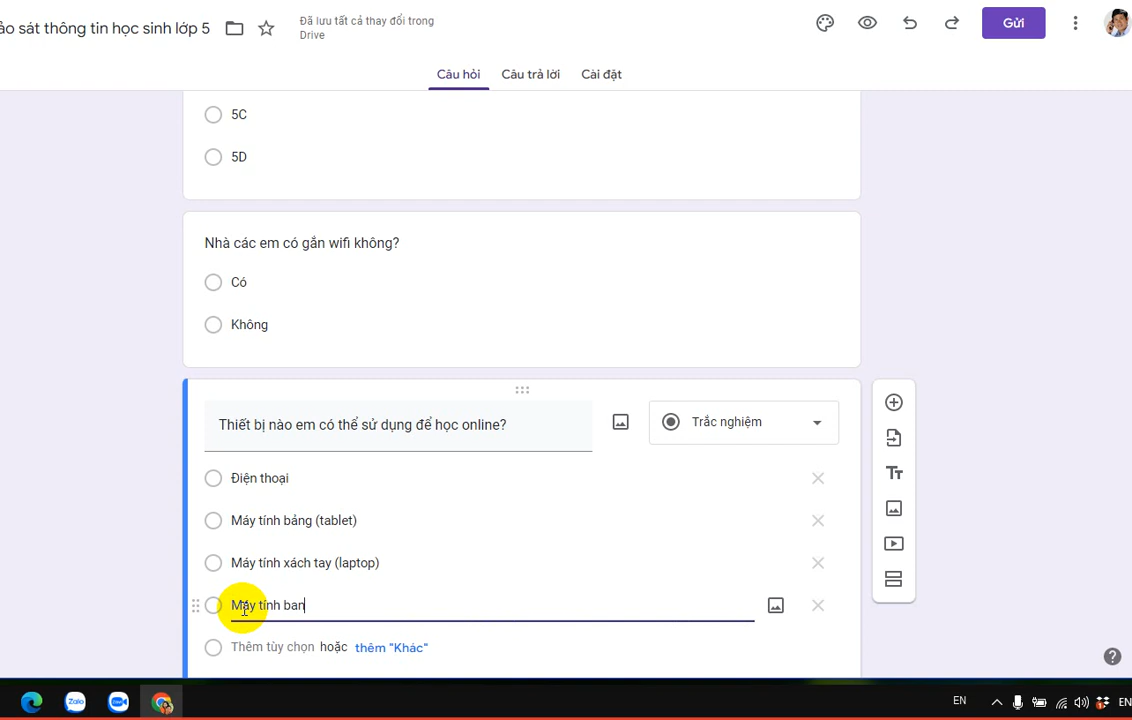 ảo sát thông tin học sinh lớp 5
Đã lưu tất cả thay đổi trong
Drive
Gửi
Câu hỏi
Câu trả lời
Cài đặt
5C
5D
Nhà các em có gắn wifi không?
Có
Không
Thiết bị nào em có thể sử dụng để học online?
Trắc nghiệm
Điện thoại
Máy tính bảng (tablet)
Máy tính xách tay (laptop)
Máy tính ban
Thêm tùy chọn hoặc thêm "Khác"
Zalo
EN
EN